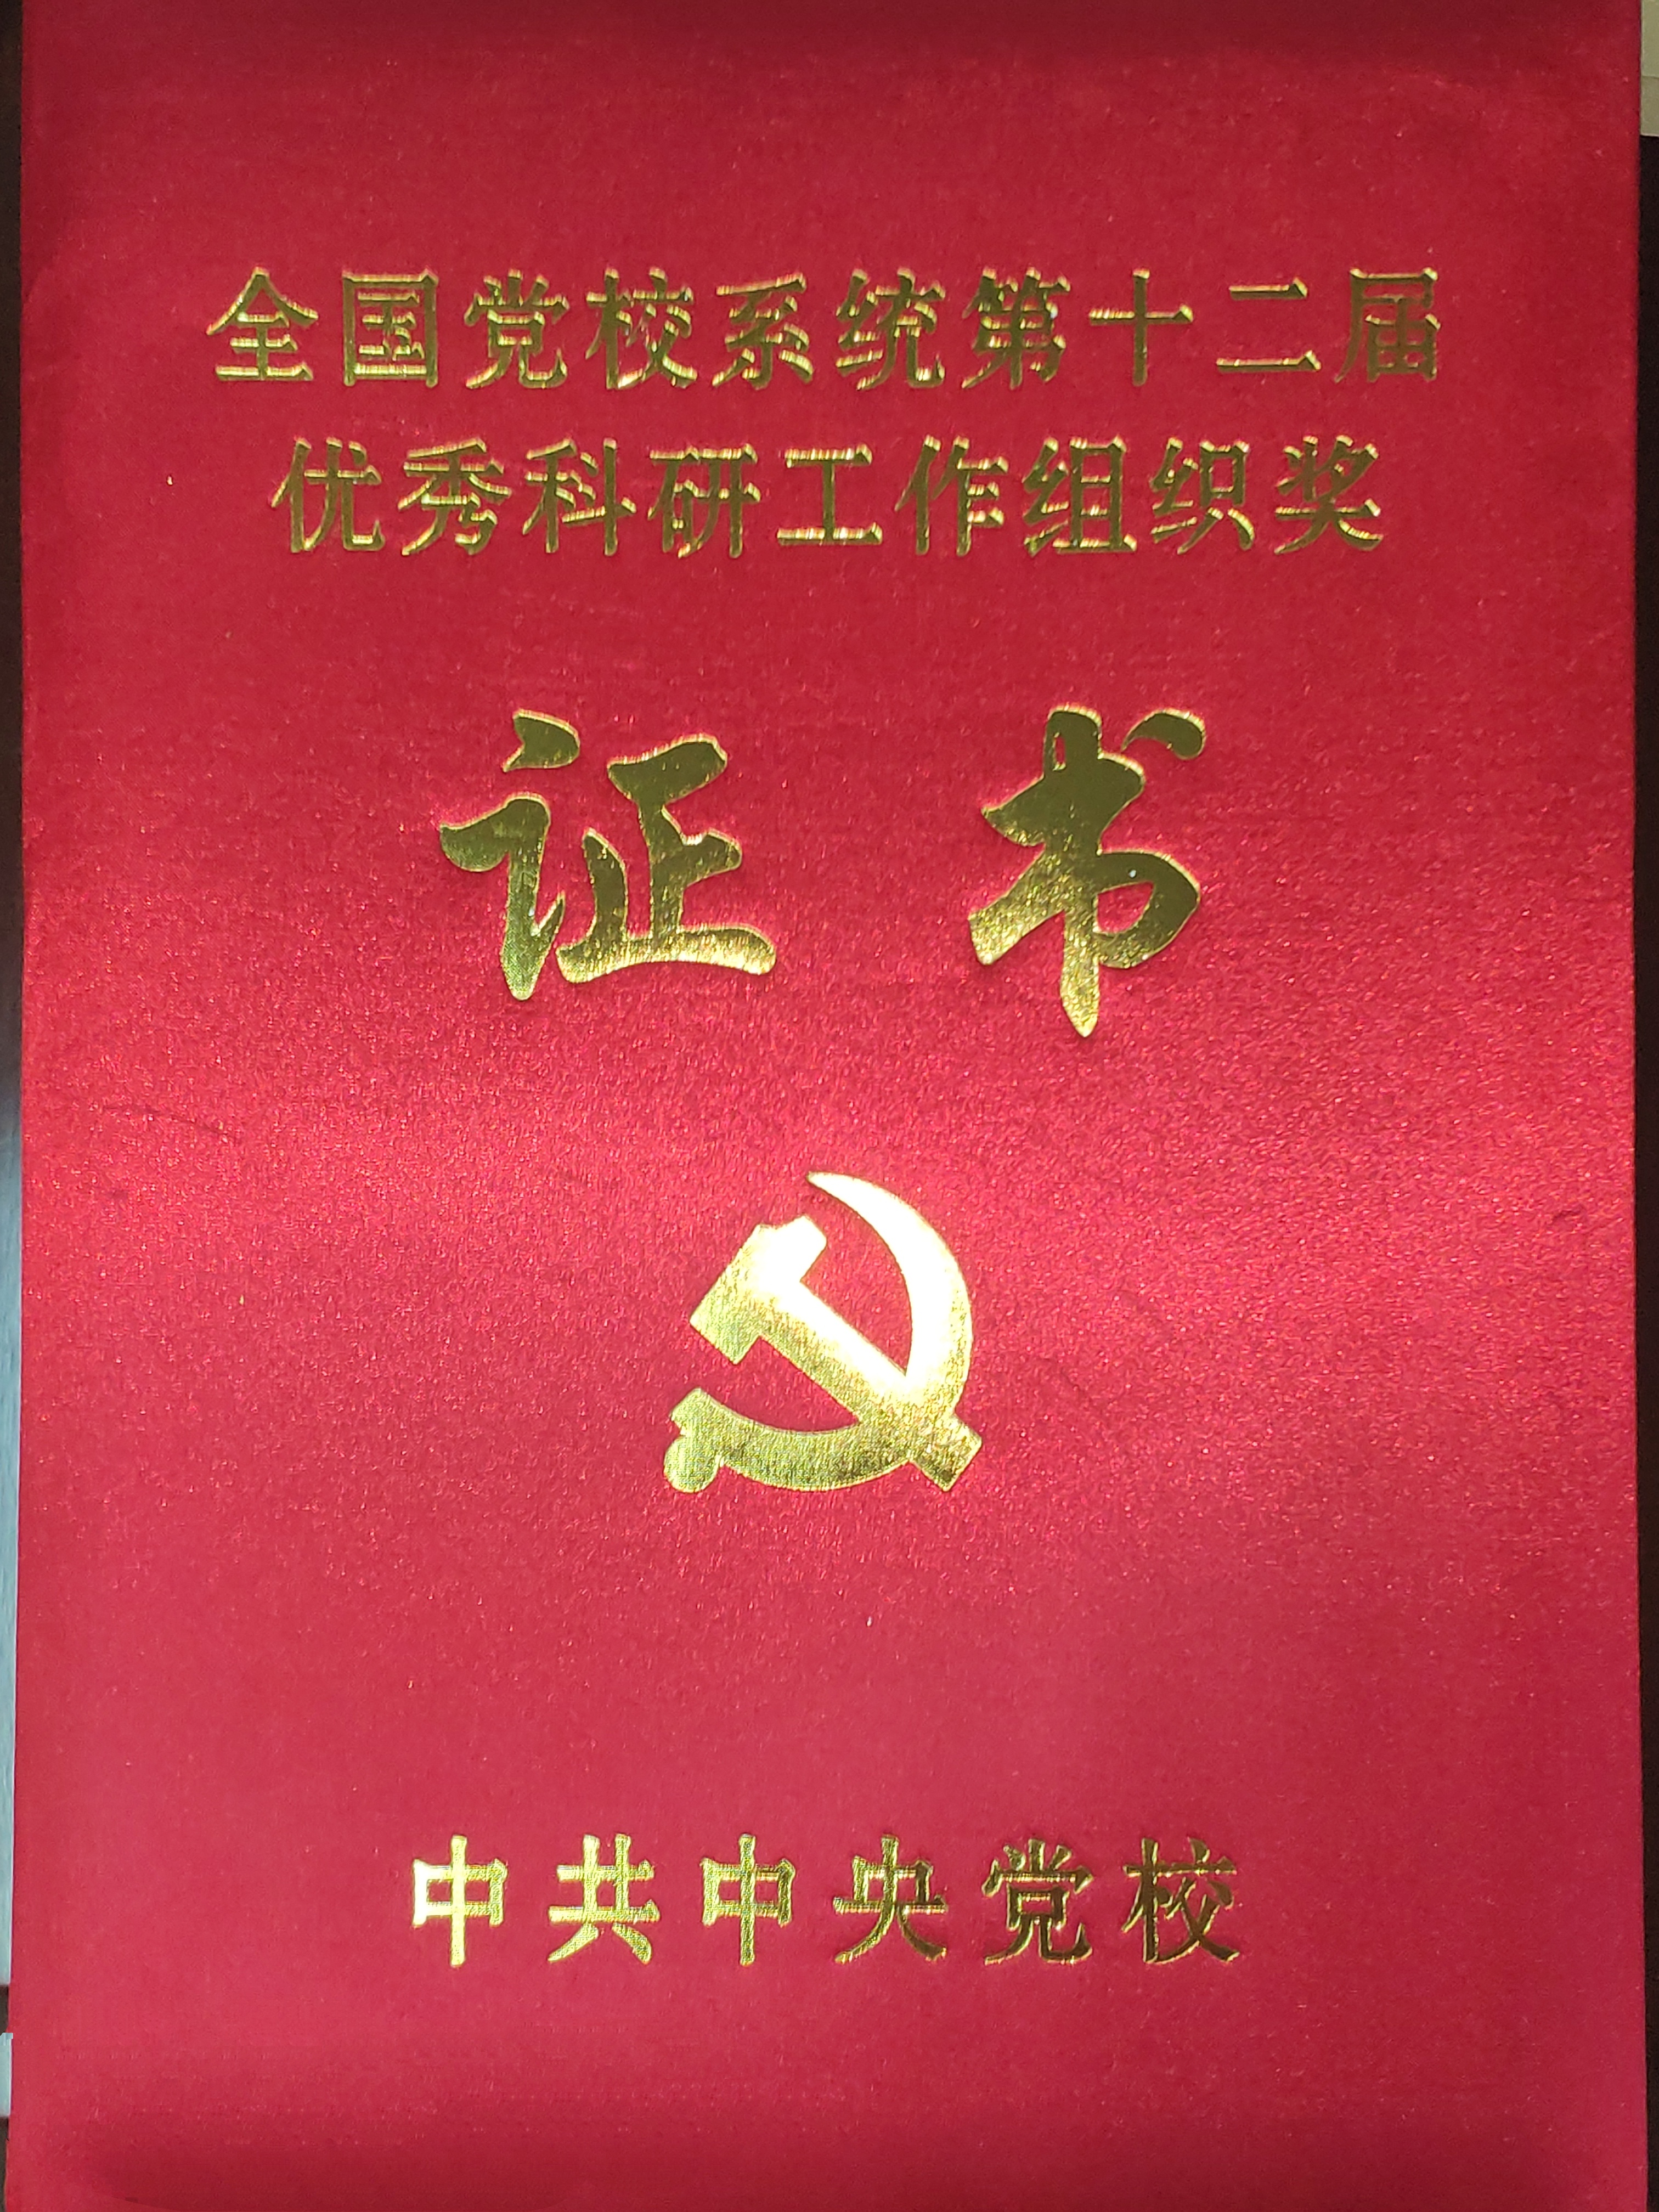 全国党校系统第十二届
优秀科研工作组织奖
证书
中共中央党校